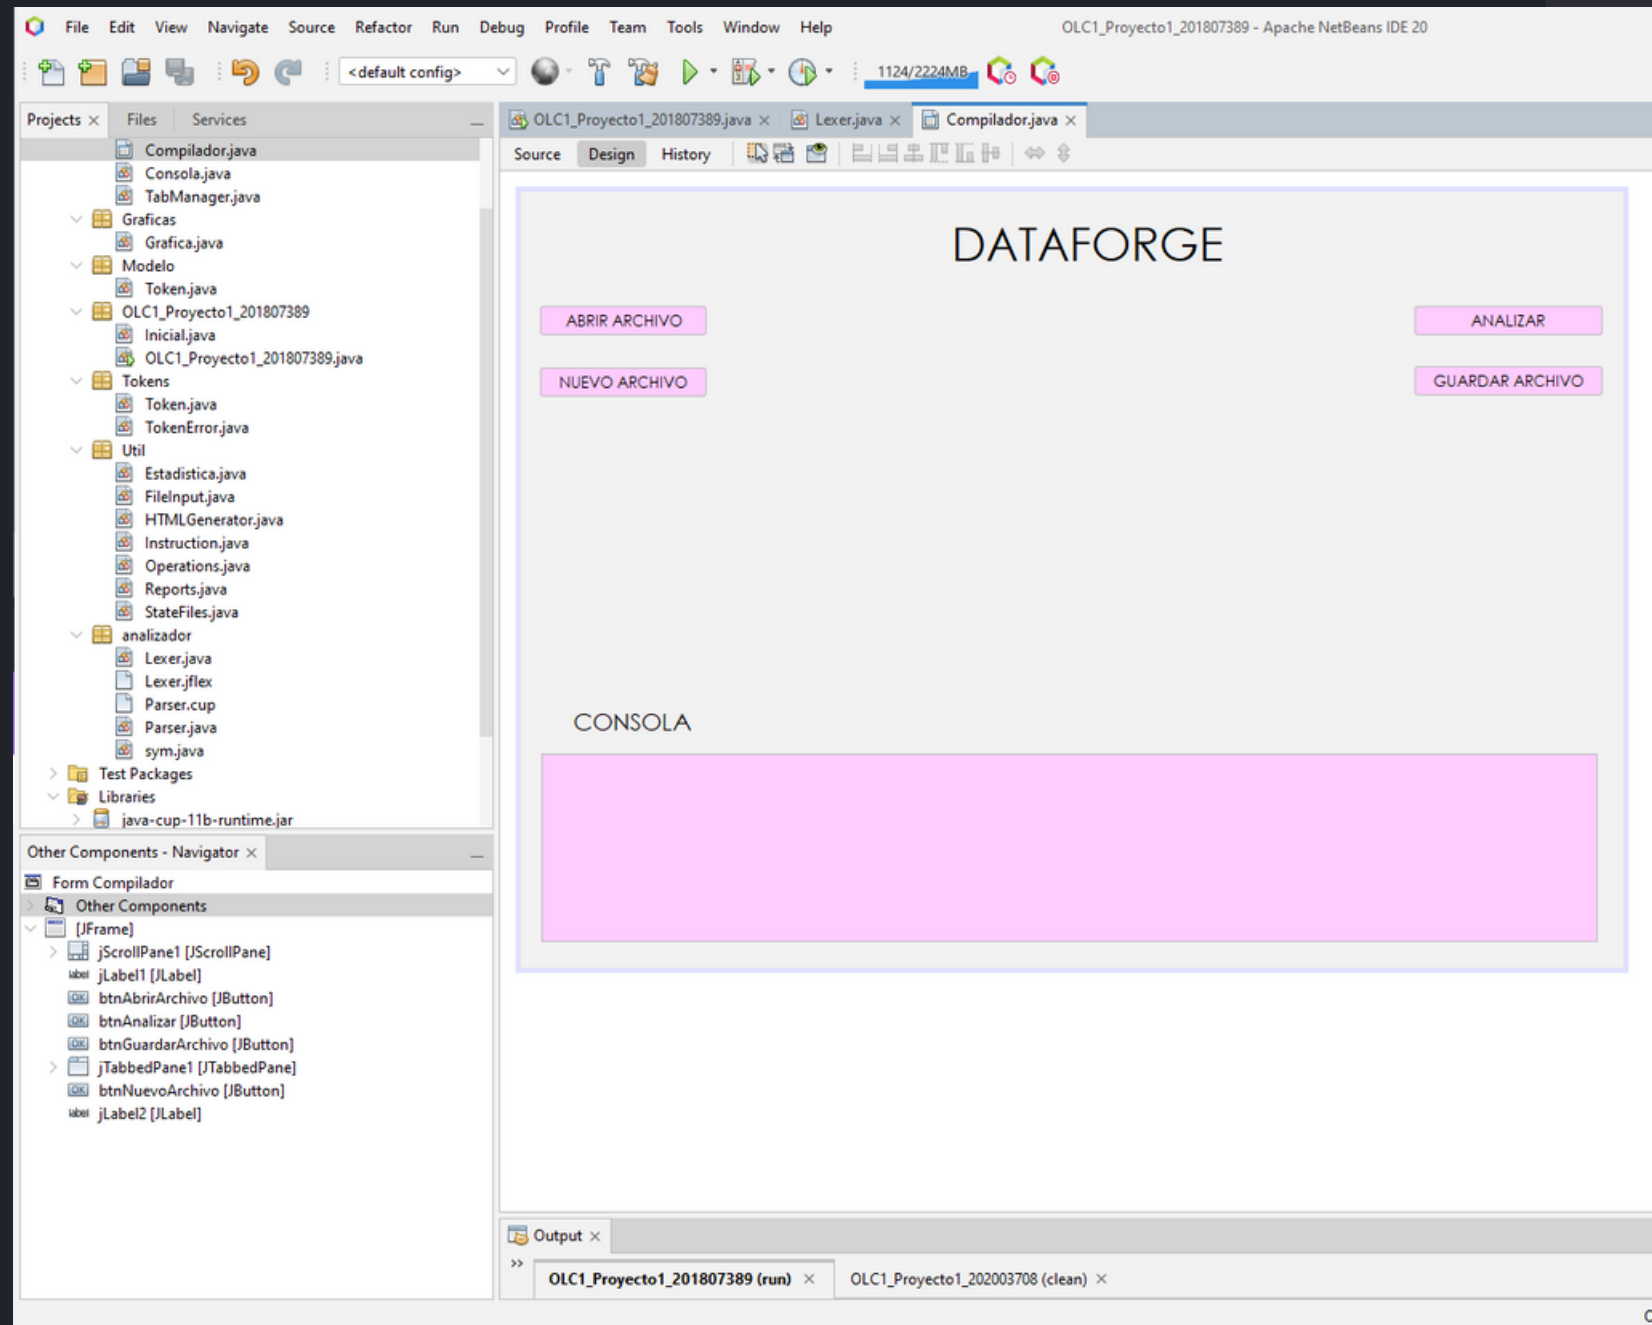 File Edit View Navigate Source Refactor Run Debug Profile Team Tools Window Help
OLC1_Proyecto1_201807389 - Apache NetBeans IDE 20
<default config>
1124/2224MB
Projects Files Services
Compilador.java
Consola.java
TabManager.java
Graficas
Grafica.java
Modelo
Token.java
OLC1_Proyecto1_201807389
Inicial.java
OLC1_Proyecto1_201807389.java
Tokens
Token.java
TokenError.java
Util
Estadistica.java
FileInput.java
HTMLGenerator.java
Instruction.java
Operations.java
Reports.java
StateFiles.java
analizador
Lexer.java
Lexer.jflex
Parser.cup
Parser.java
sym.java
Test Packages
Libraries
java-cup-11b-runtime.jar
Other Components - Navigator
Form Compilador
Other Components
[JFrame]
jScrollPane1 [JScrollPane]
label jLabel1 [JLabel]
OK btnAbrirArchivo [JButton]
OK btnAnalizar [JButton]
OK btnGuardarArchivo [JButton]
jTabbedPane1 [JTabbedPane]
OK btnNuevoArchivo [JButton]
label jLabel2 [JLabel]
OLC1_Proyecto1_201807389.java Lexer.java Compilador.java
Source Design History
DATAFORGE
ABRIR ARCHIVO
ANALIZAR
NUEVO ARCHIVO
GUARDAR ARCHIVO
CONSOLA
Output
OLC1_Proyecto1_201807389 (run) OLC1_Proyecto1_202003708 (clean)